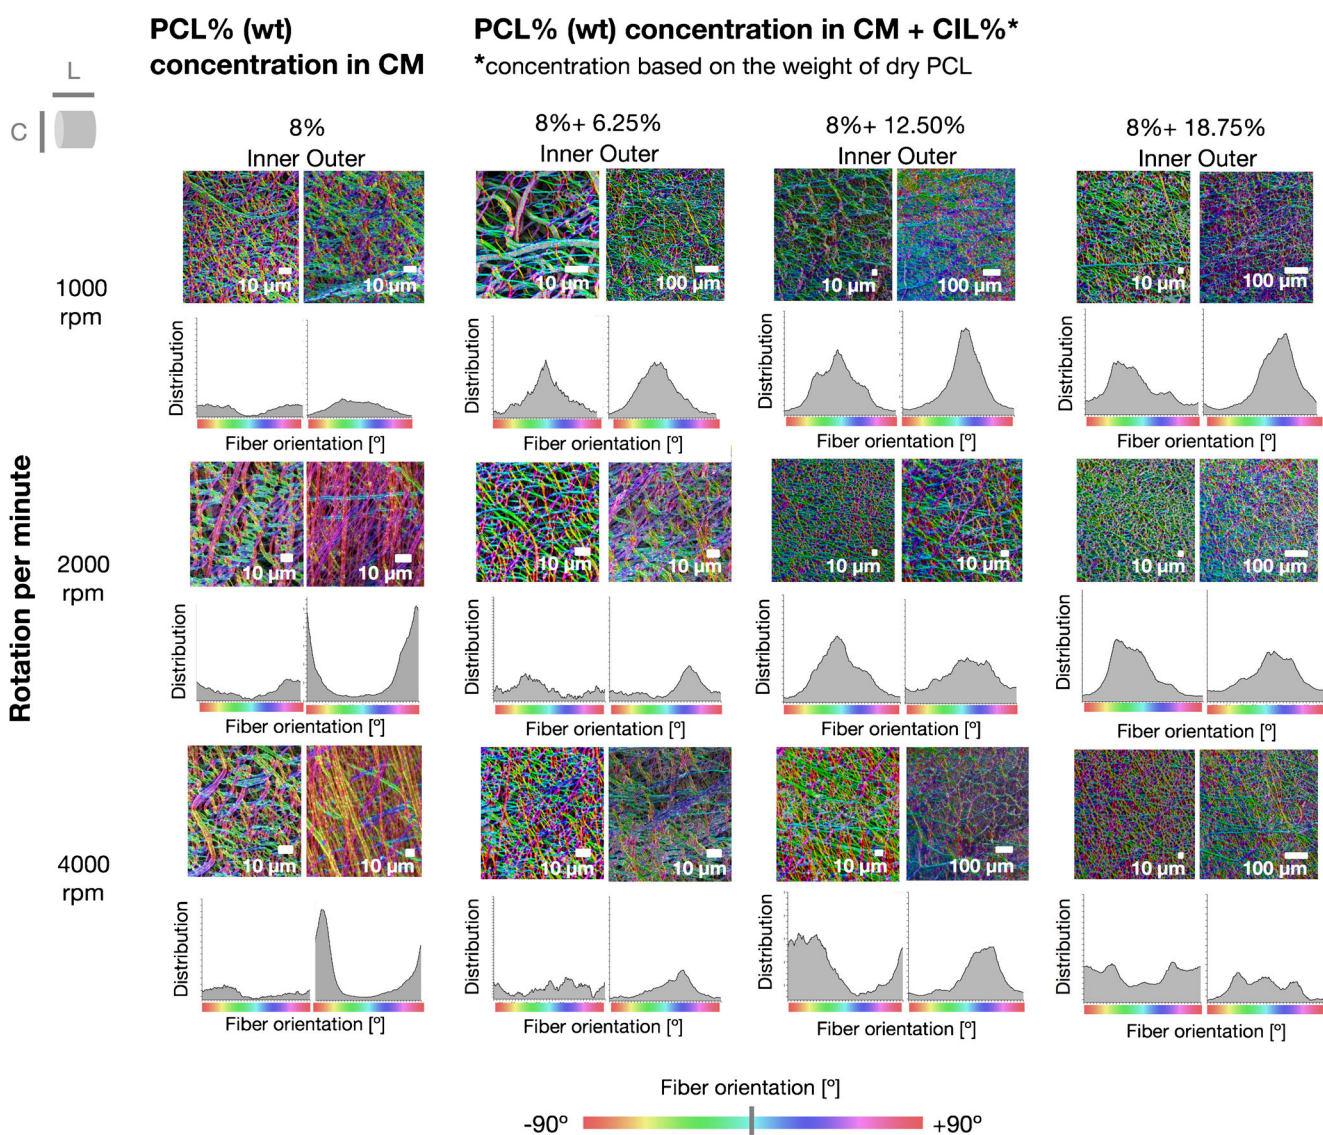 PCL% (wt)
concentration in CM
PCL% (wt) concentration in CM + CIL%*
*concentration based on the weight of dry PCL
L
C
8%
Inner Outer
8%+ 6.25%
Inner Outer
8%+ 12.50%
Inner Outer
8%+ 18.75%
Inner Outer
Rotation per minute
1000
rpm
10 µm
10 µm
10 µm
100 µm
10 µm
100 µm
10 µm
100 µm
Distribution
Distribution
Distribution
Distribution
Fiber orientation [º]
Fiber orientation [º]
Fiber orientation [º]
Fiber orientation [º]
2000
rpm
10 µm
10 µm
10 µm
10 µm
10 µm
10 µm
10 µm
100 µm
Distribution
Distribution
Distribution
Distribution
Fiber orientation [º]
Fiber orientation [º]
Fiber orientation [º]
Fiber orientation [º]
4000
rpm
10 µm
10 µm
10 µm
10 µm
10 µm
100 µm
10 µm
100 µm
Distribution
Distribution
Distribution
Distribution
Fiber orientation [º]
Fiber orientation [º]
Fiber orientation [º]
Fiber orientation [º]
Fiber orientation [º]
-90º
+90º